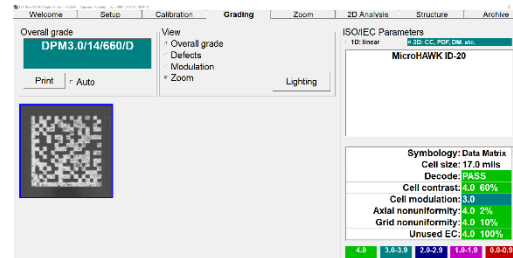 Welcome Setup Calibration Grading Zoom 2D Analysis Structure Archive
Overall grade
DPM3.0/14/660/D
Print Auto
View
Overall grade
Defects
Modulation
Zoom
Lighting
ISO/IEC Parameters
1D: linear 2D: CC, PDF, DM, etc.
MicroHAWK ID-20
Symbology: Data Matrix
Cell size: 17.0 mils
Decode: PASS
Cell contrast: 4.0 60%
Cell modulation: 3.0
Axial nonuniformity: 4.0 2%
Grid nonuniformity: 4.0 10%
Unused EC: 4.0 100%
4.0 3.0-3.9 2.0-2.9 1.0-1.9 0.0-0.9